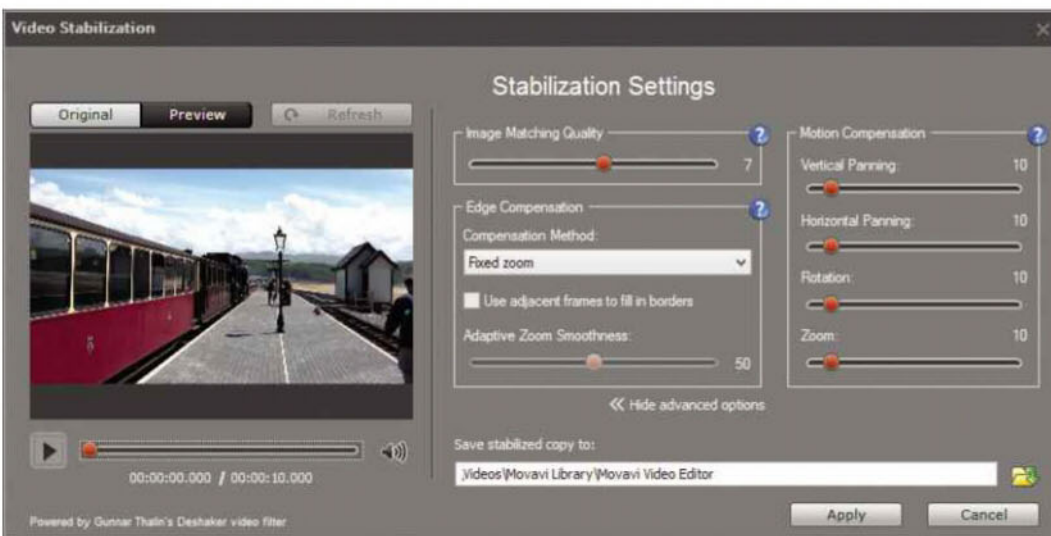 Video Stabilization
Stabilization Settings
Original
Preview
Refresh
Image Matching Quality
7
Edge Compensation
Compensation Method:
Fixed zoom
Use adjacent frames to fill in borders
Adaptive Zoom Smoothness:
50
Motion Compensation
Vertical Panning: 10
Horizontal Panning: 10
Rotation: 10
Zoom: 10
Hide advanced options
00:00:00.000 / 00:00:10.000
Save stabilized copy to:
\Videos\Movavi Library\Movavi Video Editor
Powered by Gunnar Thalin's Deshaker video filter
Apply
Cancel